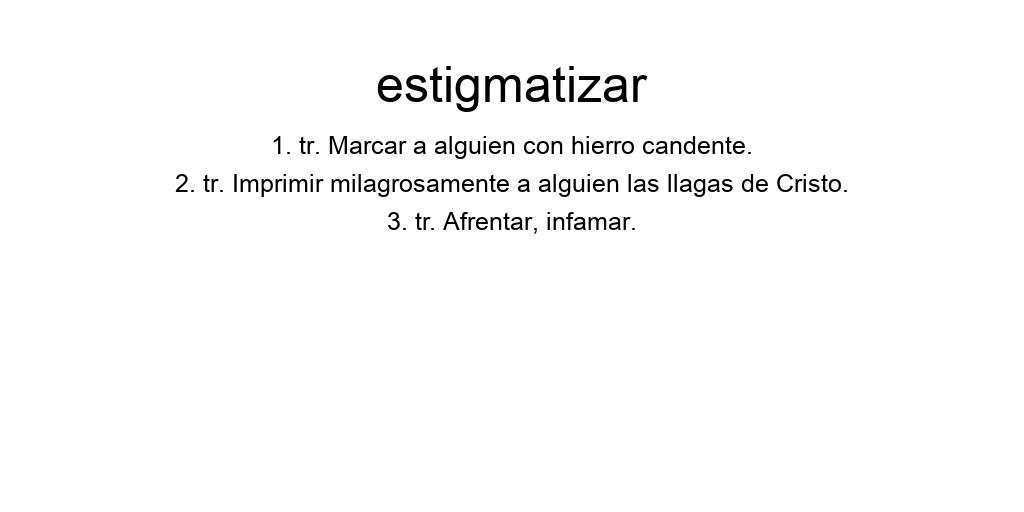 estigmatizar
1. tr. Marcar a alguien con hierro candente.
2. tr. Imprimir milagrosamente a alguien las llagas de Cristo.
3. tr. Afrentar, infamar.